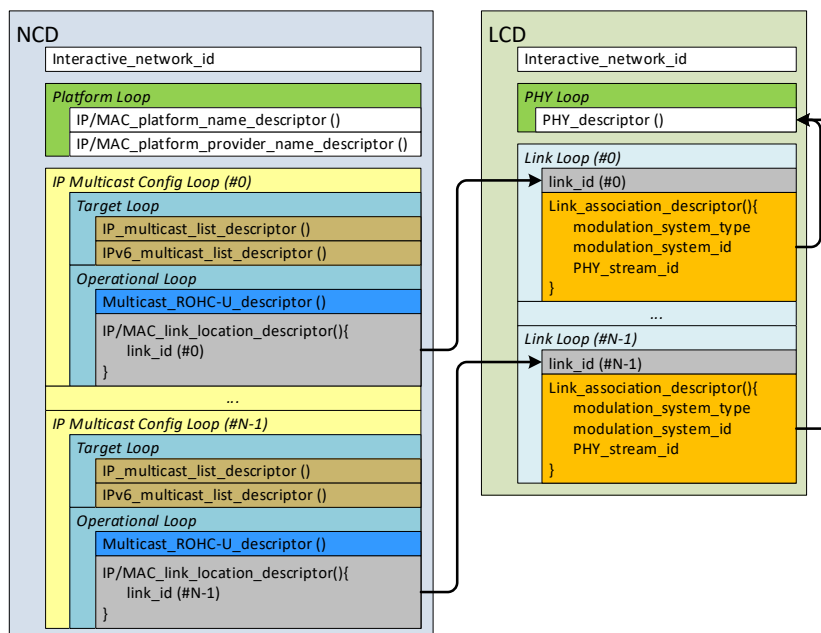 NCD
Interactive_network_id
Platform Loop
IP/MAC_platform_name_descriptor ()
IP/MAC_platform_provider_name_descriptor ()
IP Multicast Config Loop (#0)
Target Loop
IP_multicast_list_descriptor ()
IPv6_multicast_list_descriptor ()
Operational Loop
Multicast_ROHC-U_descriptor ()
IP/MAC_link_location_descriptor(){
link_id (#0)
}
...
IP Multicast Config Loop (#N-1)
Target Loop
IP_multicast_list_descriptor ()
IPv6_multicast_list_descriptor ()
Operational Loop
Multicast_ROHC-U_descriptor ()
IP/MAC_link_location_descriptor(){
link_id (#N-1)
}
LCD
Interactive_network_id
PHY Loop
PHY_descriptor ()
Link Loop (#0)
link_id (#0)
Link_association_descriptor(){
modulation_system_type
modulation_system_id
PHY_stream_id
}
...
Link Loop (#N-1)
link_id (#N-1)
Link_association_descriptor(){
modulation_system_type
modulation_system_id
PHY_stream_id
}